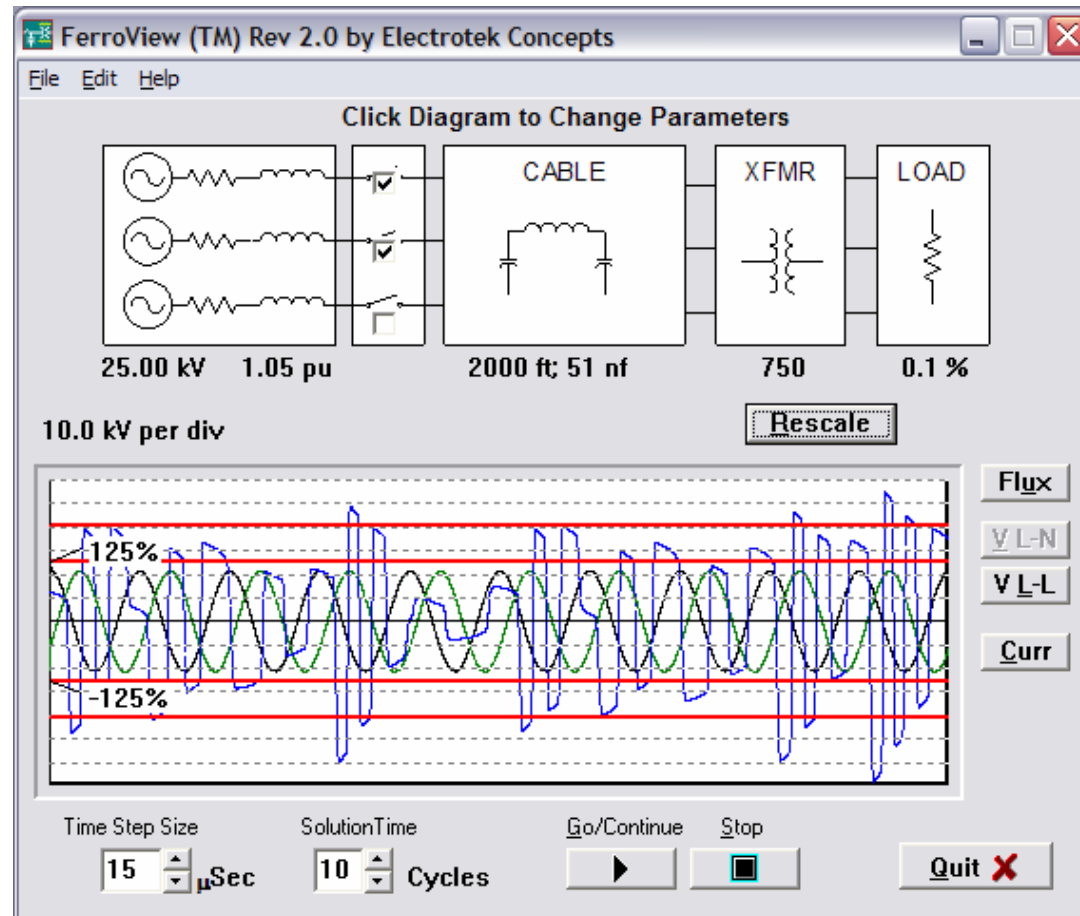 FerroView (TM) Rev 2.0 by Electrotek Concepts
File Edit Help
Click Diagram to Change Parameters
CABLE XFMR LOAD
25.00 kV 1.05 pu 2000 ft; 51 nf 750 0.1 %
10.0 kV per div Rescale
Flux
125% V L-N
V L-L
Curr
-125%
Time Step Size SolutionTime Go/Continue Stop
15 µSec 10 Cycles Quit